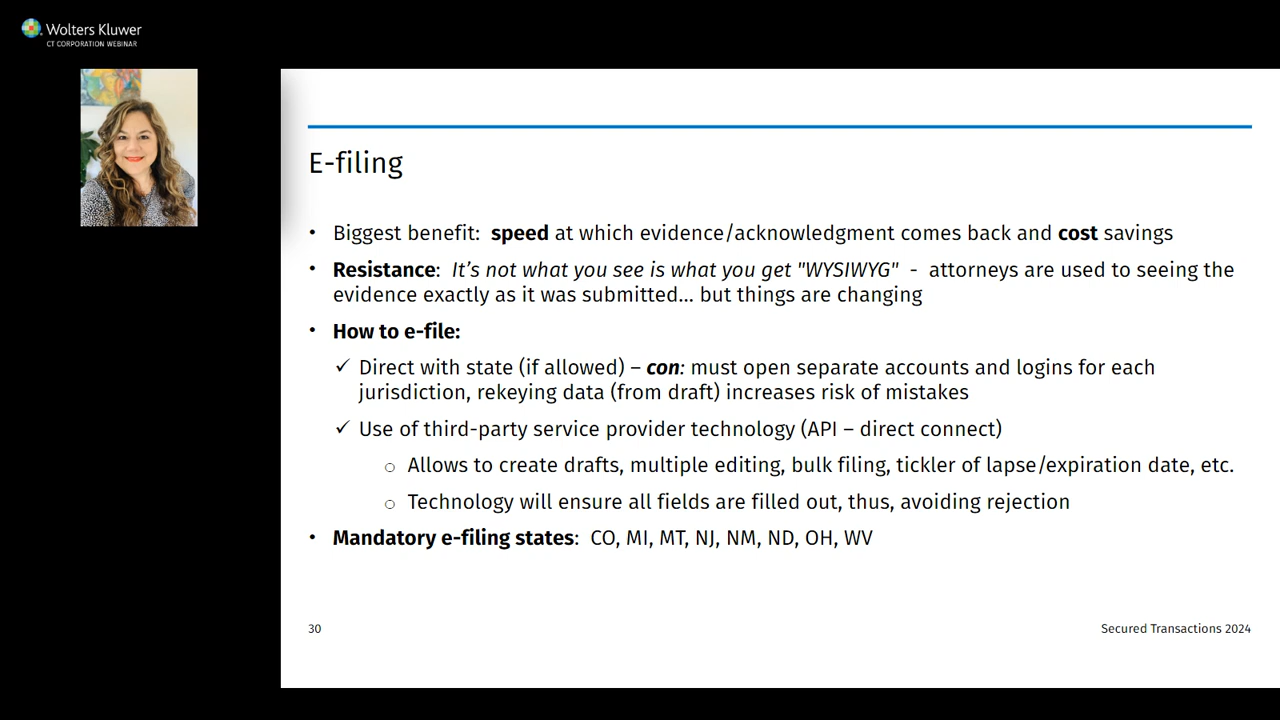 Wolters Kluwer
CT CORPORATION WEBINAR
E-filing
• Biggest benefit:  speed at which evidence/acknowledgment comes back and cost savings
• Resistance:  It’s not what you see is what you get "WYSIWYG"  -  attorneys are used to seeing the
evidence exactly as it was submitted… but things are changing
• How to e-file:
✓ Direct with state (if allowed) – con: must open separate accounts and logins for each
jurisdiction, rekeying data (from draft) increases risk of mistakes
✓ Use of third-party service provider technology (API – direct connect)
○ Allows to create drafts, multiple editing, bulk filing, tickler of lapse/expiration date, etc.
○ Technology will ensure all fields are filled out, thus, avoiding rejection
• Mandatory e-filing states:  CO, MI, MT, NJ, NM, ND, OH, WV
30
Secured Transactions 2024